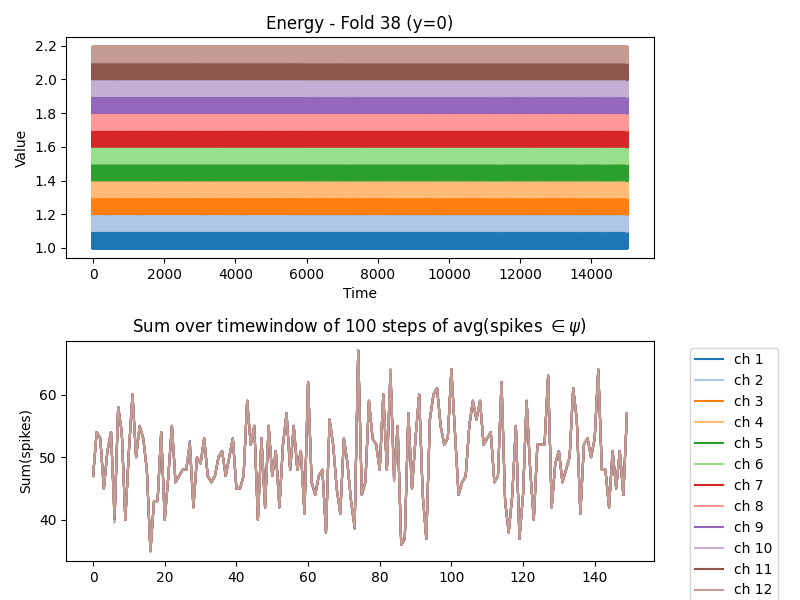 Energy - Fold 38 (y=0)
Value
2.2
2.0
1.8
1.6
1.4
1.2
1.0
0 2000 4000 6000 8000 10000 12000 14000
Time
Sum over timewindow of 100 steps of avg(spikes ∈ψ)
Sum(spikes)
60
50
40
0 20 40 60 80 100 120 140
ch 1
ch 2
ch 3
ch 4
ch 5
ch 6
ch 7
ch 8
ch 9
ch 10
ch 11
ch 12